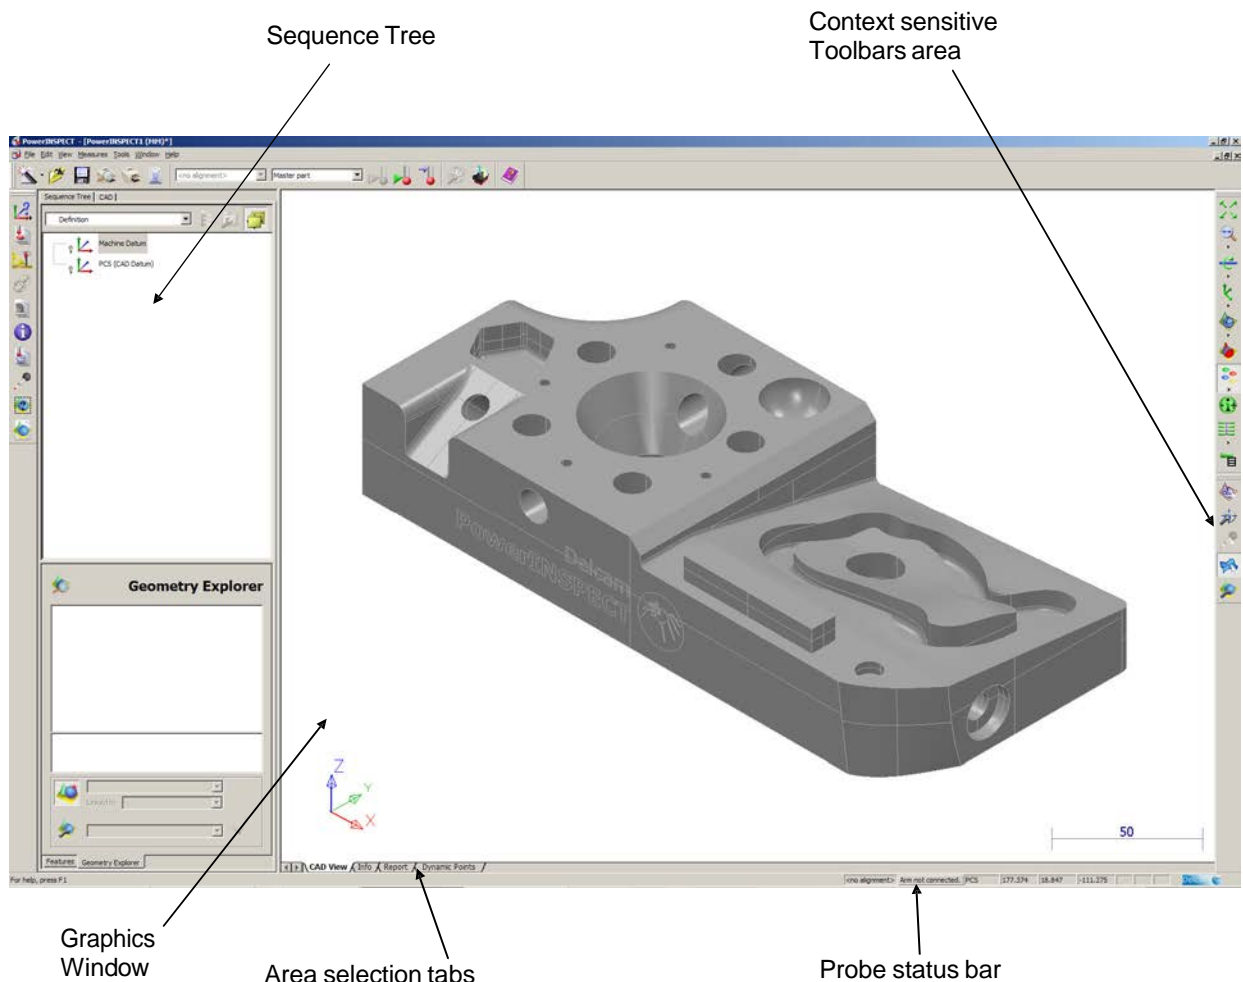 Sequence Tree
Context sensitive
Toolbars area
PowerINSPECT - [PowerINSPECT1 (MM)*]
File Edit View Measures Tools Window Help
<no alignment>
Master part
Sequence Tree CAD
Definition
Machine Datum
PCS (CAD Datum)
Delcam
PowerINSPECT
Geometry Explorer
Z
Y
X
50
Features Geometry Explorer
CAD View Info Report Dynamic Points
For help, press F1
<no alignment> Arm not connected. PCS 177.374 18.847 -111.275
Graphics
Window
Area selection tabs
Probe status bar